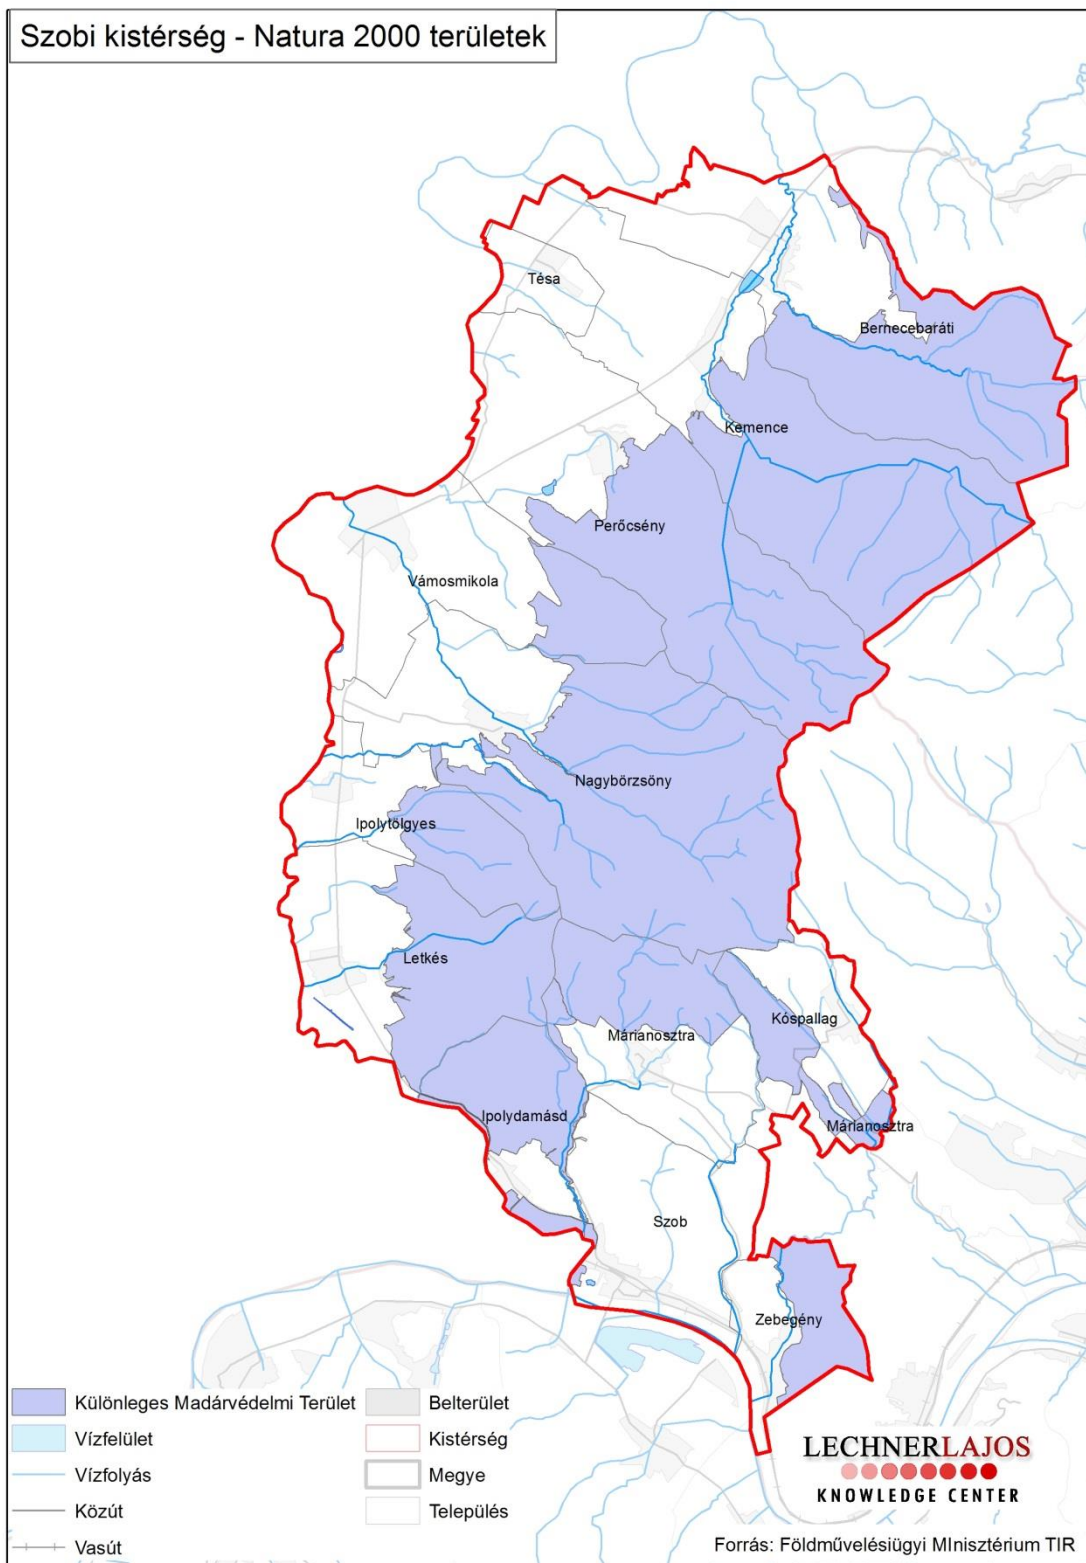 Szobi kistérség - Natura 2000 területek
Tésa
Bernecebaráti
Kemence
Perőcsény
Vámosmikola
Nagybörzsöny
Ipolytölgyes
Letkés
Kóspallag
Márianosztra
Ipolydamásd
Márianosztra
Szob
Zebegény
Különleges Madárvédelmi Terület
Vízfelület
Vízfolyás
Közút
Vasút
Belterület
Kistérség
Megye
Település
LECHNERLAJOS
KNOWLEDGE CENTER
Forrás: Földművelésiügyi MInisztérium TIR